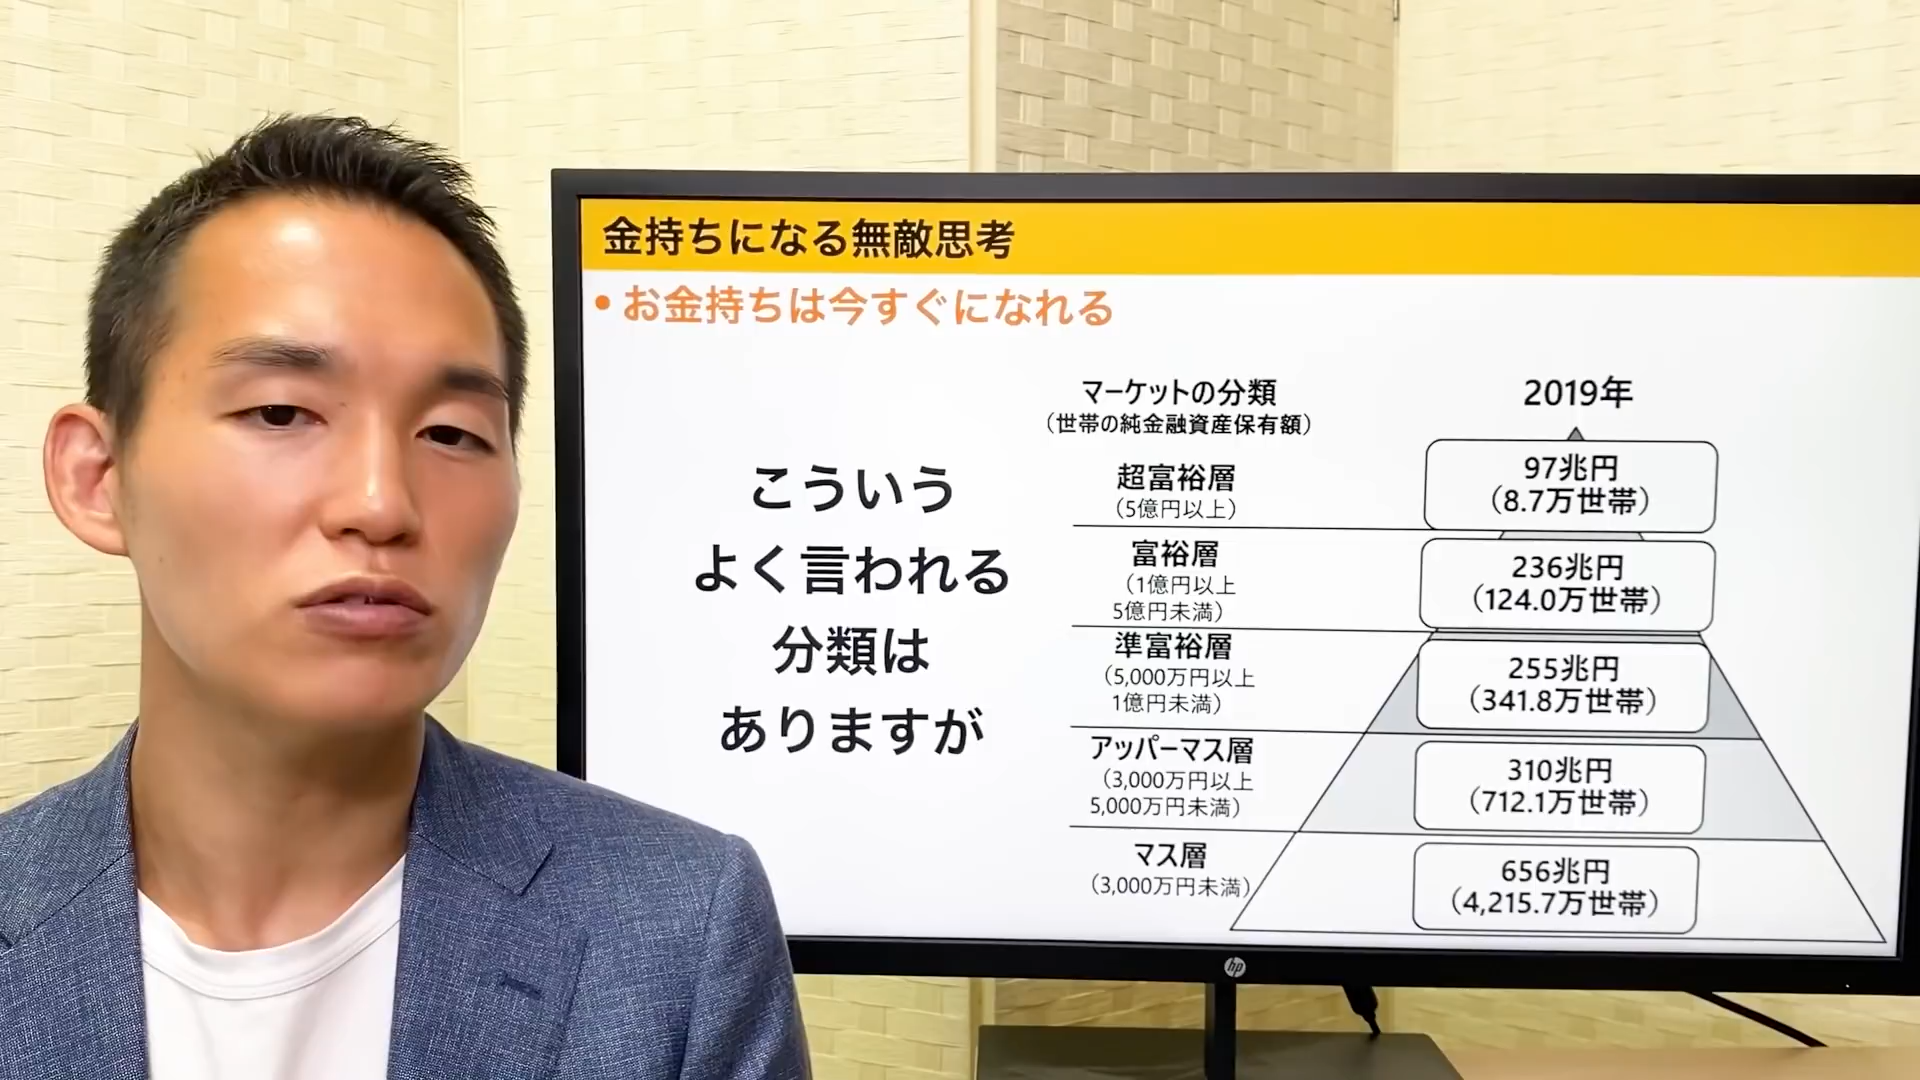 金持ちになる無敵思考
• お金持ちは今すぐになれる
こういう
よく言われる
分類は
ありますが
マーケットの分類
（世帯の純金融資産保有額）
2019年
超富裕層
（5億円以上）
97兆円
（8.7万世帯）
富裕層
（1億円以上
5億円未満）
236兆円
（124.0万世帯）
準富裕層
（5,000万円以上
1億円未満）
255兆円
（341.8万世帯）
アッパーマス層
（3,000万円以上
5,000万円未満）
310兆円
（712.1万世帯）
マス層
（3,000万円未満）
656兆円
（4,215.7万世帯）
hp